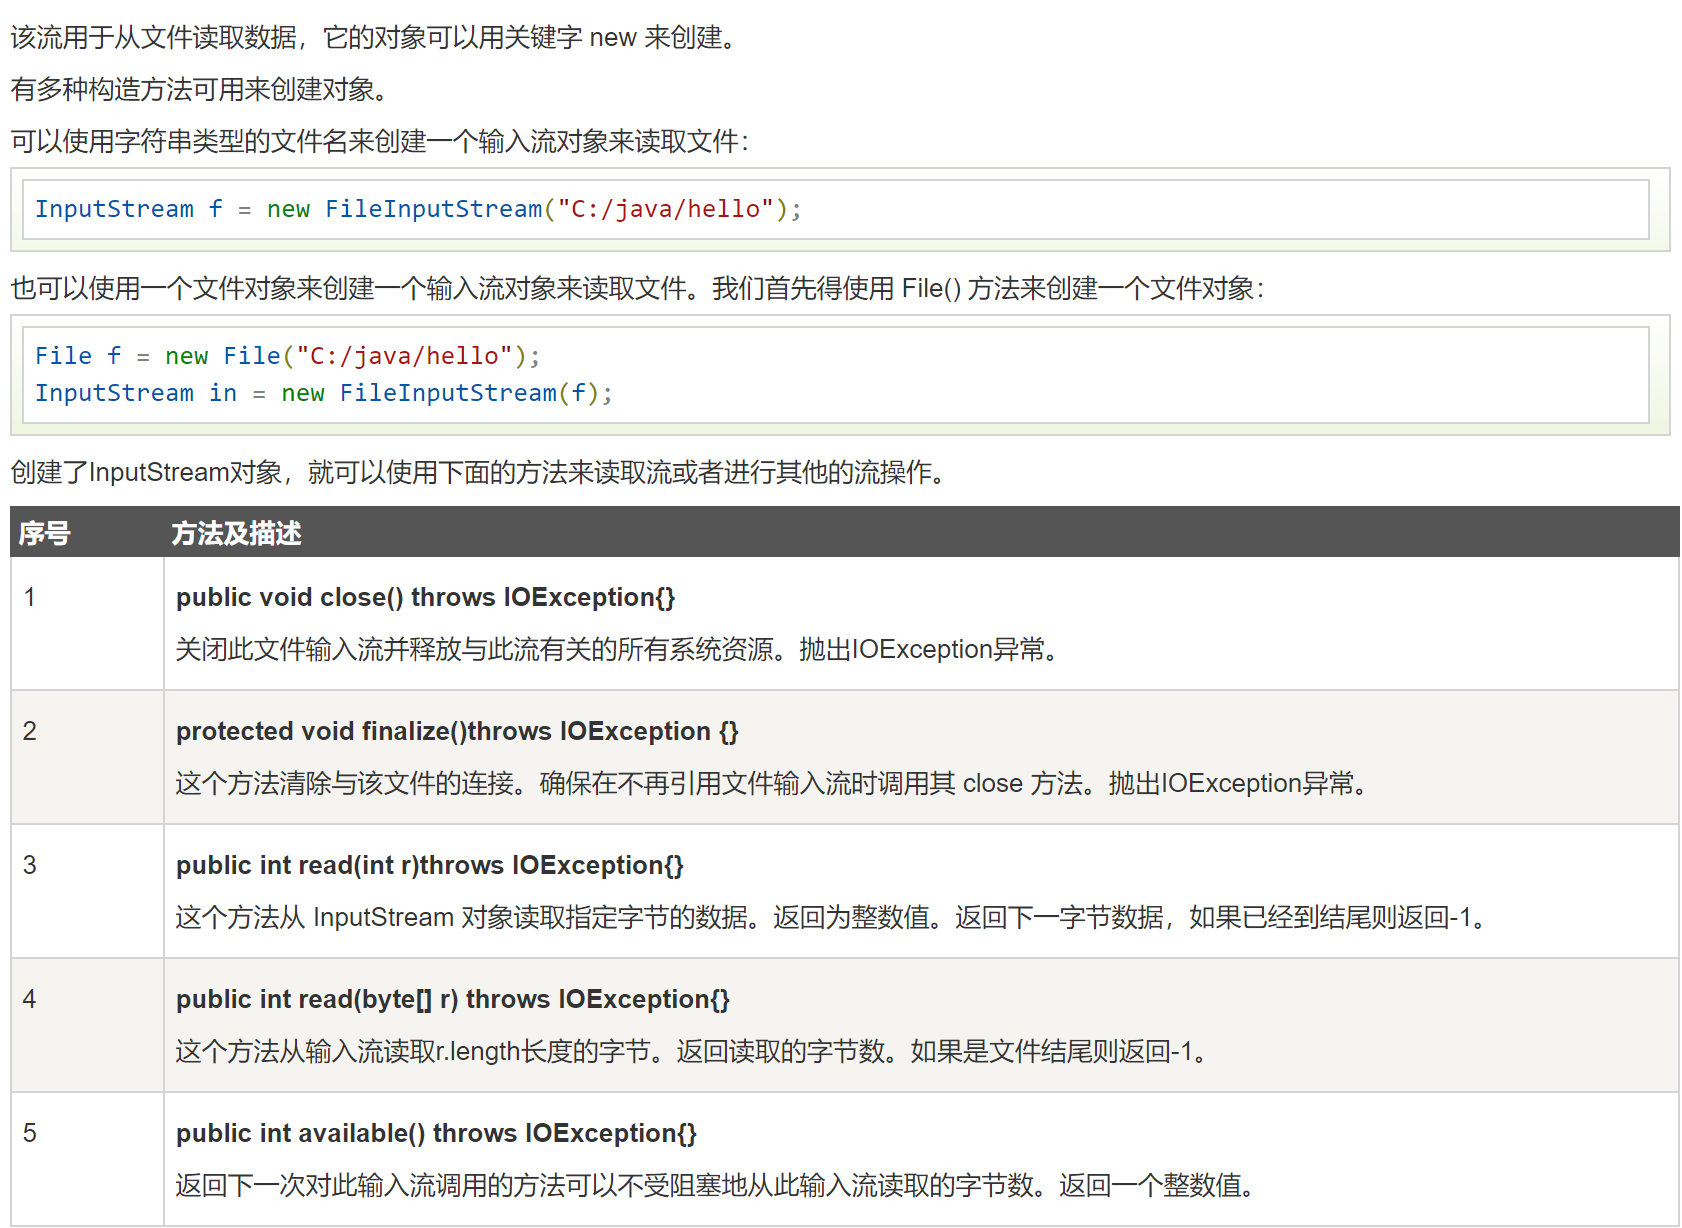 该流用于从文件读取数据，它的对象可以用关键字 new 来创建。
有多种构造方法可用来创建对象。
可以使用字符串类型的文件名来创建一个输入流对象来读取文件：
InputStream f = new FileInputStream("C:/java/hello");
也可以使用一个文件对象来创建一个输入流对象来读取文件。我们首先得使用 File() 方法来创建一个文件对象：
File f = new File("C:/java/hello");
InputStream in = new FileInputStream(f);
创建了InputStream对象，就可以使用下面的方法来读取流或者进行其他的流操作。
序号 方法及描述
1 public void close() throws IOException{}
关闭此文件输入流并释放与此流有关的所有系统资源。抛出IOException异常。
2 protected void finalize()throws IOException {}
这个方法清除与该文件的连接。确保在不再引用文件输入流时调用其 close 方法。抛出IOException异常。
3 public int read(int r)throws IOException{}
这个方法从 InputStream 对象读取指定字节的数据。返回为整数值。返回下一字节数据，如果已经到结尾则返回-1。
4 public int read(byte[] r) throws IOException{}
这个方法从输入流读取r.length长度的字节。返回读取的字节数。如果是文件结尾则返回-1。
5 public int available() throws IOException{}
返回下一次对此输入流调用的方法可以不受阻塞地从此输入流读取的字节数。返回一个整数值。